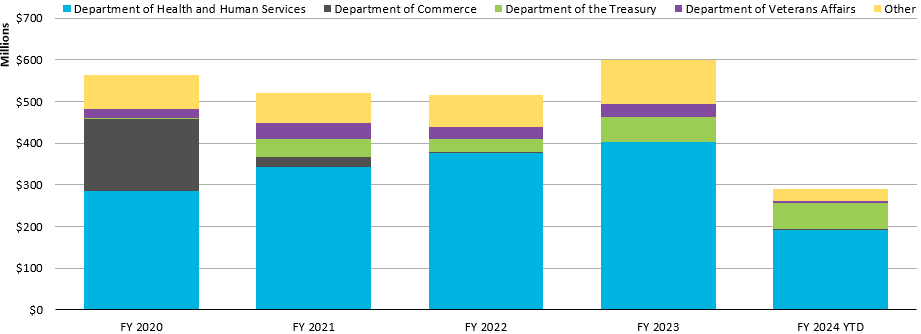 Department of Health and Human Services Department of Commerce Department of the Treasury Department of Veterans Affairs Other
Millions
$700
$600
$500
$400
$300
$200
$100
$0
FY 2020 FY 2021 FY 2022 FY 2023 FY 2024 YTD